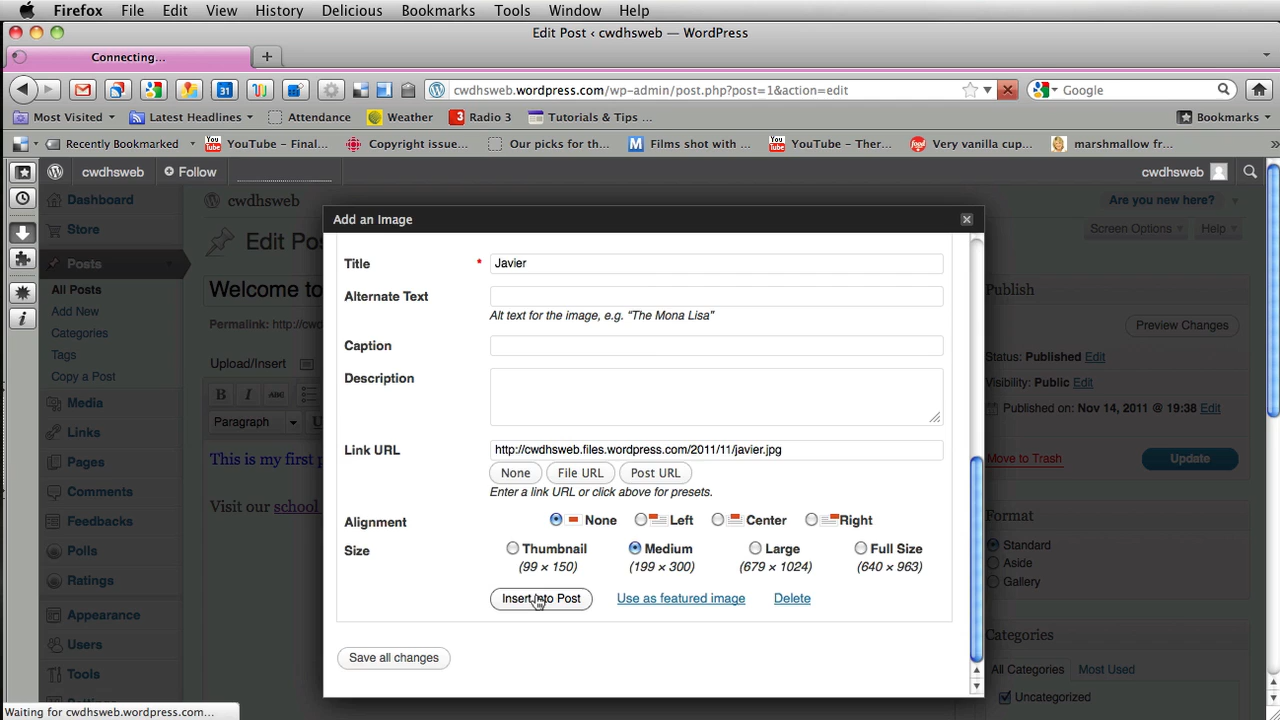 Firefox File Edit View History Delicious Bookmarks Tools Window Help
Edit Post ‹ cwdhsweb — WordPress
Connecting...
cwdhsweb.wordpress.com/wp-admin/post.php?post=1&action=edit Google
Most Visited Latest Headlines Attendance Weather 3 Radio 3 Tutorials & Tips ... Bookmarks
Recently Bookmarked You Tube YouTube – Final... Copyright issue... Our picks for th... M Films shot with ... You Tube YouTube – Ther... Very vanilla cup... marshmallow fr...
cwdhsweb Follow cwdhsweb
Dashboard cwdhsweb Are you new here?
Store
Add an Image
Screen Options Help
Edit Pos
Posts
All Posts
Add New
Categories
Tags
Copy a Post
Media
Links
Pages
Comments
Feedbacks
Polls
Ratings
Appearance
Users
Tools
Welcome to
Permalink: http://cwd
Upload/Insert
B I ABC
Paragraph U
This is my first p
Visit our school
Title * Javier
Alternate Text
Alt text for the image, e.g. “The Mona Lisa”
Caption
Description
Link URL http://cwdhsweb.files.wordpress.com/2011/11/javier.jpg
None File URL Post URL
Enter a link URL or click above for presets.
Alignment None Left Center Right
Size Thumbnail Medium Large Full Size
(99 × 150) (199 × 300) (679 × 1024) (640 × 963)
Insert into Post Use as featured image Delete
Save all changes
Publish
Preview Changes
Status: Published Edit
Visibility: Public Edit
Published on: Nov 14, 2011 @ 19:38 Edit
Move to Trash Update
Format
Standard
Aside
Gallery
Categories
All Categories Most Used
Uncategorized
Waiting for cwdhsweb.wordpress.com...